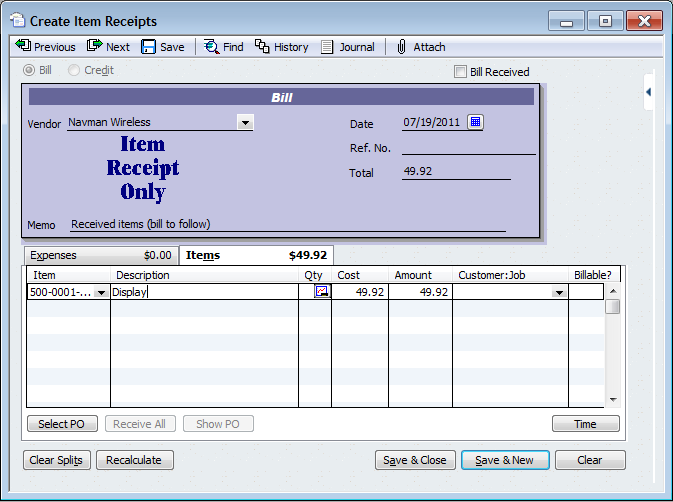 Create Item Receipts
Previous Next Save Find History Journal Attach
Bill Credit Bill Received
Bill
Vendor Navman Wireless Date 07/19/2011
Item
Receipt
Only
Ref. No.
Total 49.92
Memo Received items (bill to follow)
Expenses $0.00 Items $49.92
Item Description Qty Cost Amount Customer:Job Billable?
500-0001-... Display 49.92 49.92
Select PO Receive All Show PO Time
Clear Splits Recalculate Save & Close Save & New Clear